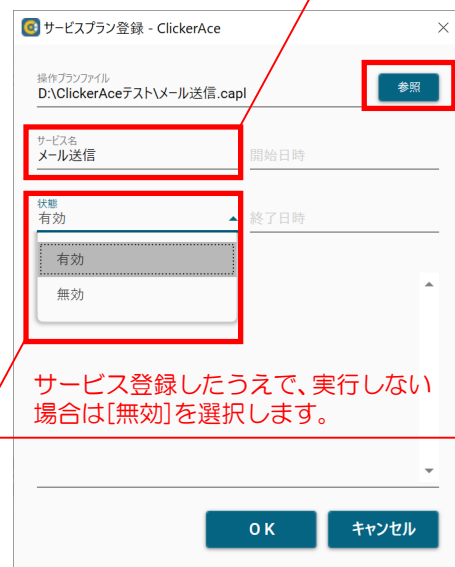 サービスプラン登録 - ClickerAce
操作プランファイル
D:\ClickerAceテスト\メール送信.capl
参照
サービス名
メール送信
開始日時
状態
有効
終了日時
有効
無効
サービス登録したうえで、実行しない
場合は[無効]を選択します。
OK
キャンセル